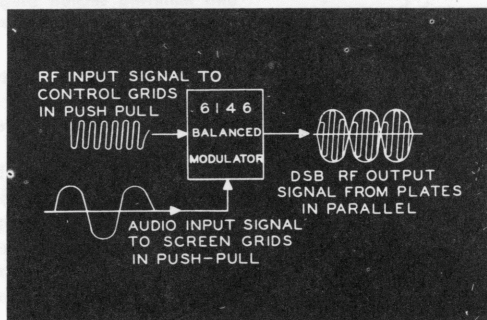 RF INPUT SIGNAL TO
CONTROL GRIDS
IN PUSH PULL
6146
BALANCED
MODULATOR
DSB RF OUTPUT
SIGNAL FROM PLATES
IN PARALLEL
AUDIO INPUT SIGNAL
TO SCREEN GRIDS
IN PUSH-PULL